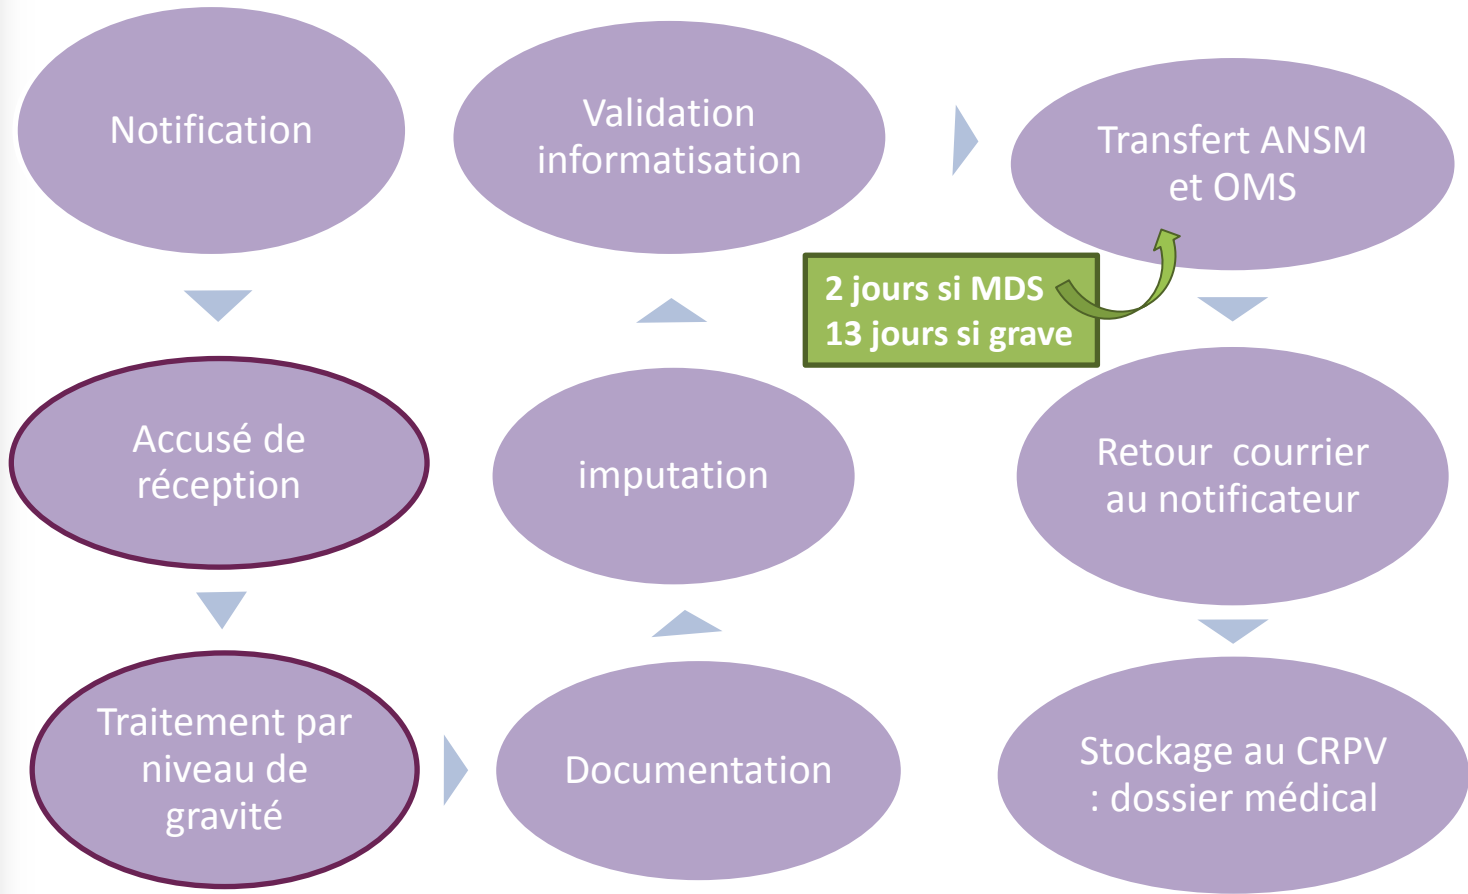 Notification
Accusé de
réception
Traitement par
niveau de
gravité
Documentation
imputation
Validation
informatisation
Transfert ANSM
et OMS
2 jours si MDS
13 jours si grave
Retour courrier
au notificateur
Stockage au CRPV
: dossier médical